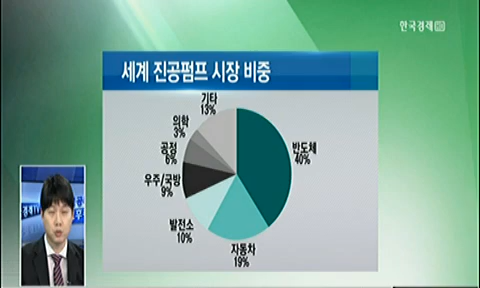 한국경제
세계 진공펌프 시장 비중
기타
13%
의학
3%
공정
6%
우주/국방
9%
발전소
10%
자동차
19%
반도체
40%